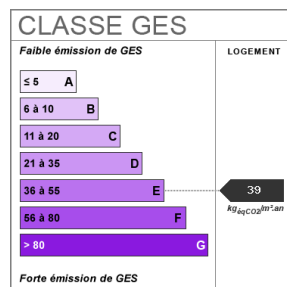 CLASSE GES
Faible émission de GES
LOGEMENT
≤ 5 A
6 à 10 B
11 à 20 C
21 à 35 D
36 à 55 E
39
kgéqCO2/m².an
56 à 80 F
> 80 G
Forte émission de GES